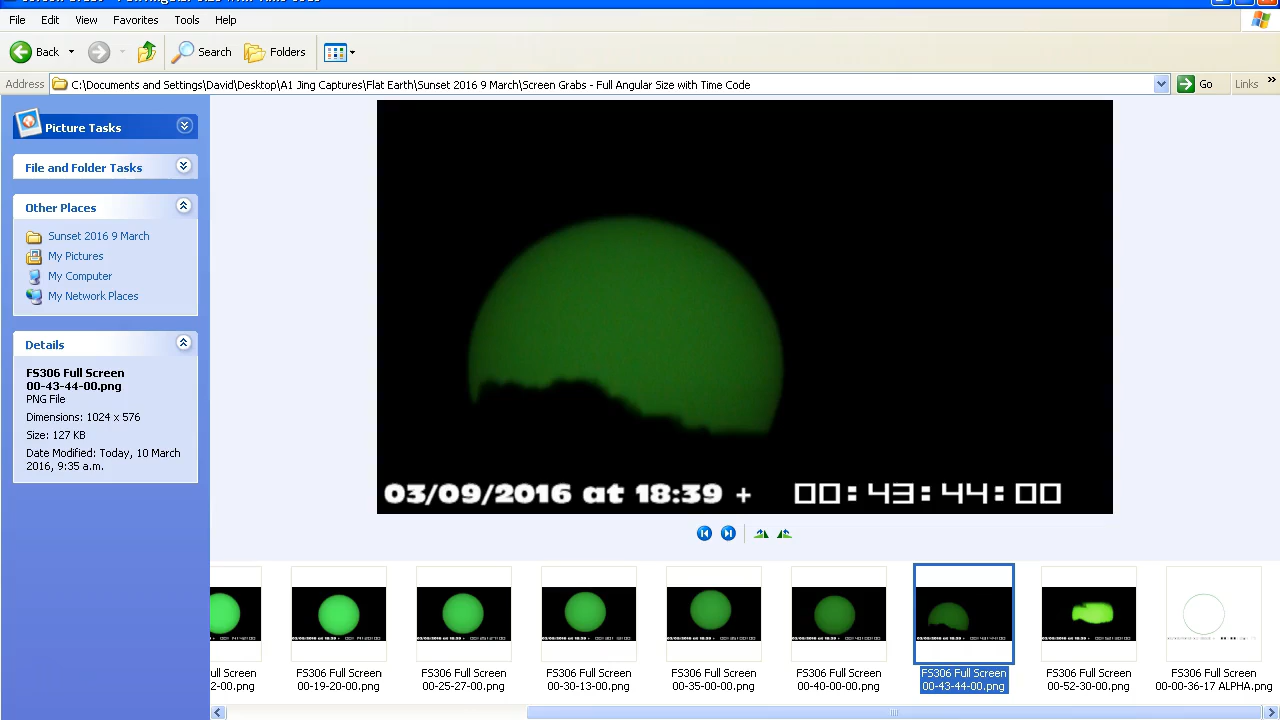 File Edit View Favorites Tools Help
Back Search Folders
Address C:\Documents and Settings\David\Desktop\A1 Jing Captures\Flat Earth\Sunset 2016 9 March\Screen Grabs - Full Angular Size with Time Code Go Links »
Picture Tasks
File and Folder Tasks
Other Places
Sunset 2016 9 March
My Pictures
My Computer
My Network Places
Details
FS306 Full Screen
00-43-44-00.png
PNG File
Dimensions: 1024 x 576
Size: 127 KB
Date Modified: Today, 10 March
2016, 9:35 a.m.
03/09/2016 at 18:39 + 00:43:44:00
ull Screen FS306 Full Screen FS306 Full Screen FS306 Full Screen FS306 Full Screen FS306 Full Screen FS306 Full Screen FS306 Full Screen FS306 Full Screen
2-00.png 00-19-20-00.png 00-25-27-00.png 00-30-13-00.png 00-35-00-00.png 00-40-00-00.png 00-43-44-00.png 00-52-30-00.png 00-00-36-17 ALPHA.png